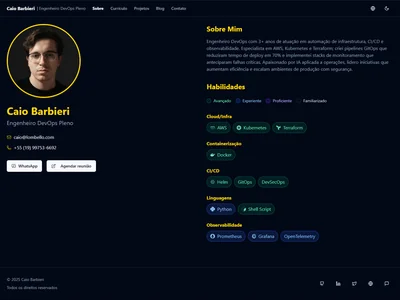 Caio Barbieri | Engenheiro DevOps Pleno
Sobre
Currículo
Projetos
Blog
Contato
Caio Barbieri
Engenheiro DevOps Pleno
caio@lombello.com
+55 (19) 99753-6692
WhatsApp
Agendar reunião
Sobre Mim
Engenheiro DevOps com 3+ anos de atuação em automação de infraestrutura, CI/CD e
observabilidade. Especialista em AWS, Kubernetes e Terraform, criei pipelines GitOps que
reduziram tempo de deploy em 70% e implementei stacks de monitoramento que
anteciparam falhas críticas. Apaixonado por IA aplicada a operações, lidero iniciativas que
aumentam eficiência e escalam ambientes de produção com segurança.
Habilidades
Avançado
Experiente
Proficiente
Familiarizado
Cloud/Infra
AWS
Kubernetes
Terraform
Containerização
Docker
CI/CD
Helm
GitOps
DevSecOps
Linguagens
Python
Shell Script
Observabilidade
Prometheus
Grafana
OpenTelemetry
© 2025 Caio Barbieri
Todos os direitos reservados